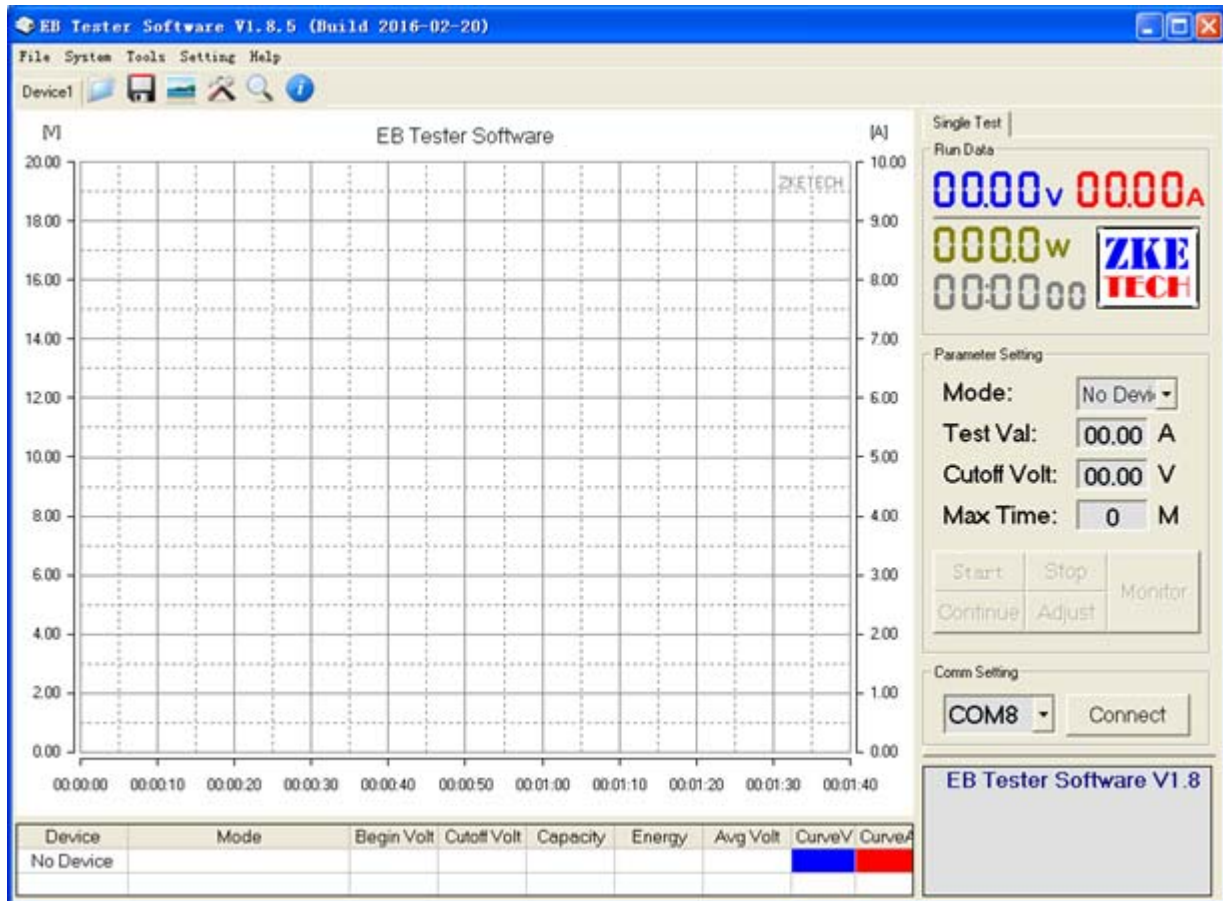 EB Tester Software V1.8.5 (Build 2016-02-20)
File System Tools Setting Help
Device1
[V] EB Tester Software [A]
ZKETECH
20.00 10.00
18.00 9.00
16.00 8.00
14.00 7.00
12.00 6.00
10.00 5.00
8.00 4.00
6.00 3.00
4.00 2.00
2.00 1.00
0.00 0.00
00:00:00 00:00:10 00:00:20 00:00:30 00:00:40 00:00:50 00:01:00 00:01:10 00:01:20 00:01:30 00:01:40
Device Mode Begin Volt Cutoff Volt Capacity Energy Avg Volt CurveV CurveA
No Device
Single Test
Run Data
00.00V 00.00A
000.0W
00:0000
ZKE
TECH
Parameter Setting
Mode: No Devi
Test Val: 00.00 A
Cutoff Volt: 00.00 V
Max Time: 0 M
Start Stop Monitor
Continue Adjust
Comm Setting
COM8 Connect
EB Tester Software V1.8